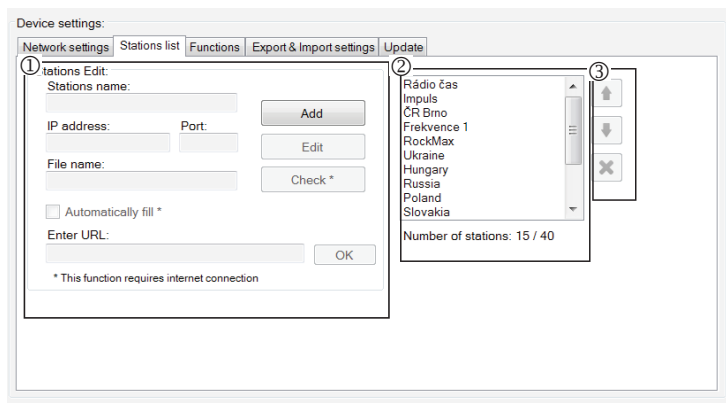 Device settings:
Network settings Stations list Functions Export & Import settings Update
① ② ③
Stations Edit:
Stations name:
Add
IP address: Port:
Edit
File name:
Check *
Automatically fill *
Enter URL:
OK
* This function requires internet connection
Rádio čas
Impuls
ČR Brno
Frekvence 1
RockMax
Ukraine
Hungary
Russia
Poland
Slovakia
Number of stations: 15 / 40